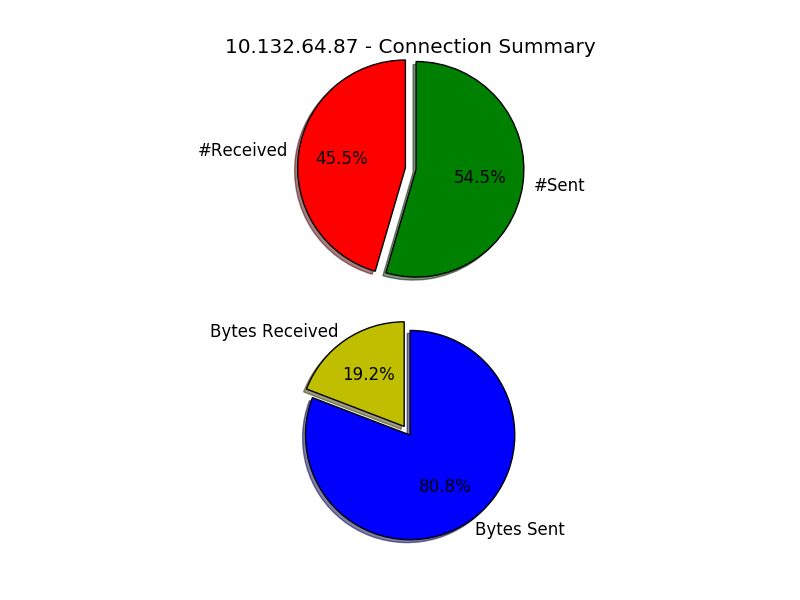 10.132.64.87 - Connection Summary
#Received
45.5%
54.5%
#Sent
Bytes Received
19.2%
80.8%
Bytes Sent